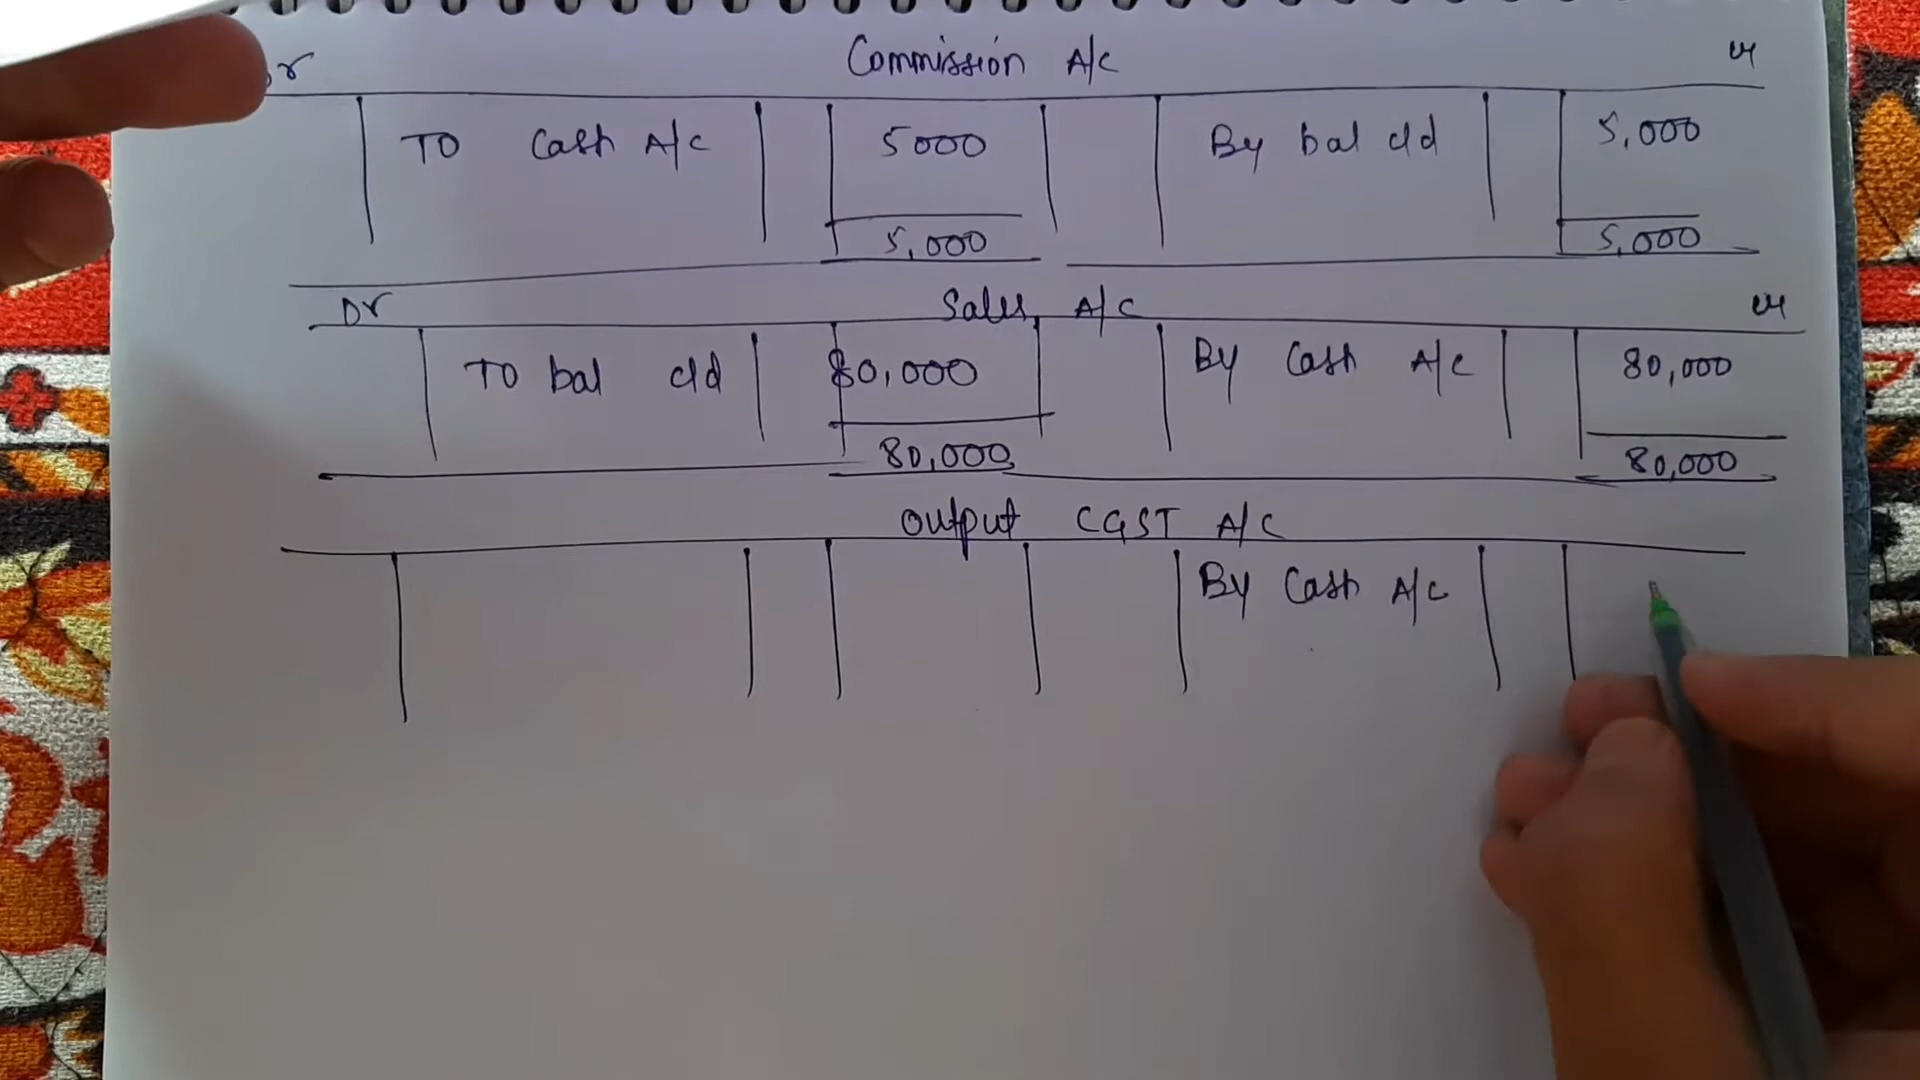 Dr Commission A/c Cr
TO Cash A/c 5000 By bal c/d 5,000
5,000 5,000
Dr Sales A/C Cr
TO bal c/d 80,000 By Cash A/c 80,000
80,000 80,000
Output CGST A/C
By Cash A/c